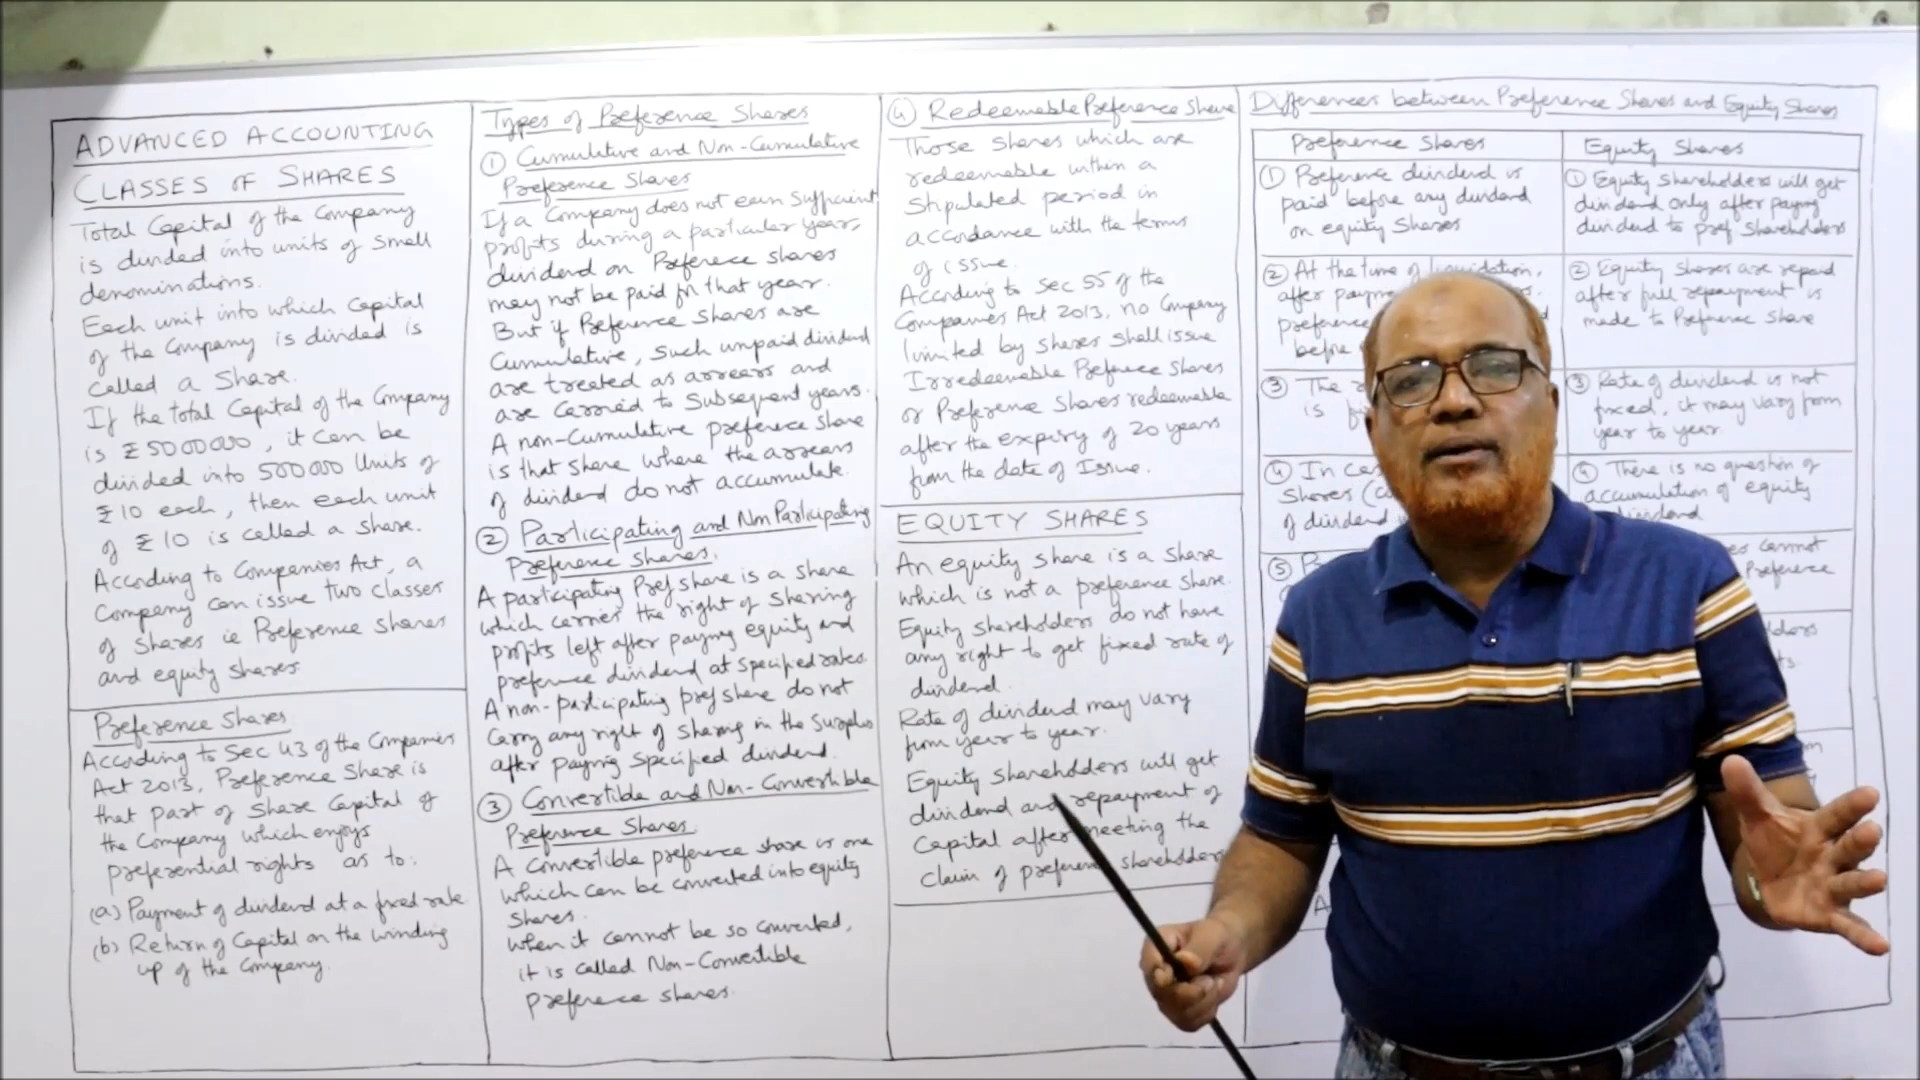 ADVANCED ACCOUNTING
CLASSES OF SHARES
Total Capital of the Company
is divided into units of small
denominations.
Each unit into which Capital
of the Company is divided is
called a Share.
If the total Capital of the Company
is ₹ 5000000, it can be
divided into 500000 Units of
₹ 10 each, then each unit
of ₹ 10 is called a share.
According to Companies Act, a
Company can issue two classes
of shares ie Preference shares
and equity shares
Preference Shares
According to Sec 43 of the Companies
Act 2013, Preference Share is
that part of Share Capital of
the Company which enjoys
preferential rights as to:
(a) Payment of dividend at a fixed rate
(b) Return of Capital on the winding
up of the Company.
Types of Preference Shares
① Cumulative and Non-Cumulative
Preference Shares
If a Company does not earn sufficient
profits during a particular year,
dividend on Preference shares
may not be paid for that year.
But if Preference Shares are
Cumulative, such unpaid dividend
are treated as arrears and
are carried to Subsequent years.
A non-Cumulative preference share
is that share where the arrears
of dividend do not accumulate.
② Participating and Non Participating
Preference Shares.
A participating Pref share is a share
which carries the right of sharing
profits left after paying equity and
preference dividend at specified rates.
A non-participating pref share do not
carry any right of sharing in the surplus
after paying specified dividend.
③ Convertible and Non-Convertible
Preference Shares.
A convertible preference share is one
which can be converted into equity
shares.
when it cannot be so converted,
it is called Non-Convertible
preference shares.
④ Redeemable Preference Share
Those shares which are
redeemable within a
stipulated period in
accordance with the terms
of issue.
According to Sec 55 of the
Companies Act 2013, no Company
limited by shares shall issue
Irredeemable Preference Shares
or Preference Shares redeemable
after the expiry of 20 years
from the date of Issue.
EQUITY SHARES
An equity share is a share
which is not a preference share.
Equity shareholders do not have
any right to get fixed rate of
dividend.
Rate of dividend may vary
from year to year.
Equity shareholders will get
dividend and repayment of
Capital after meeting the
claim of preference shareholders
Differences between Preference Shares and Equity Shares
Preference Shares
① Preference dividend is
paid before any dividend
on equity Shares
② At the time of liquidation,
after
preference
before
③ The
is
④ In
Shares
of dividend
⑤
Equity Shares
① Equity shareholders will get
dividend only after paying
dividend to pref shareholders
② Equity shares are repaid
after full repayment is
made to Preference share
③ Rate of dividend is not
fixed, it may vary from
year to year.
④ There is no question of
accumulation of equity
dividend
cannot
Preference